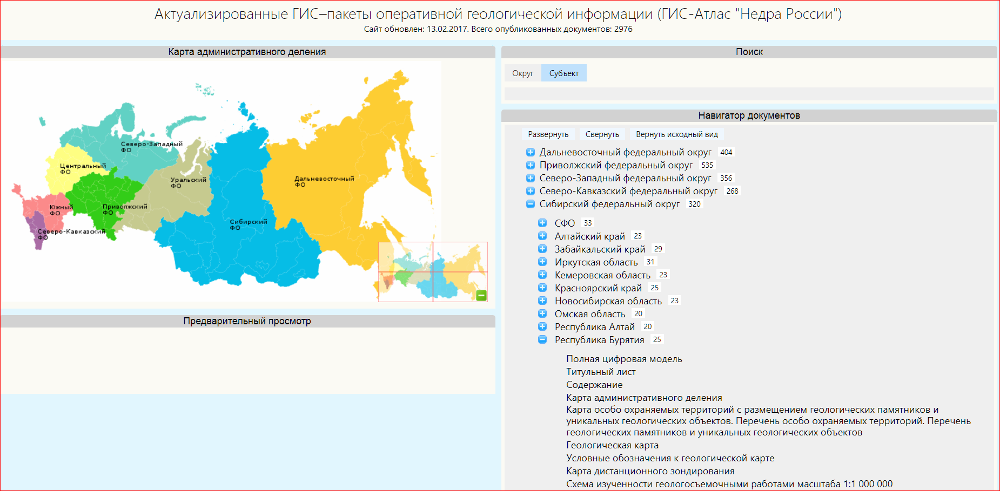 Актуализированные ГИС–пакеты оперативной геологической информации (ГИС-Атлас "Недра России")
Сайт обновлен: 13.02.2017. Всего опубликованных документов: 2976
Карта административного деления
Северо-Западный
ФО
Центральный
ФО
Уральский
ФО
Дальневосточный
ФО
Южный
ФО
Приволжский
ФО
Сибирский
ФО
Северо-Кавказский
ФО
Предварительный просмотр
Поиск
Округ Субъект
Навигатор документов
Развернуть Свернуть Вернуть исходный вид
Дальневосточный федеральный округ 404
Приволжский федеральный округ 535
Северо-Западный федеральный округ 356
Северо-Кавказский федеральный округ 268
Сибирский федеральный округ 320
СФО 33
Алтайский край 23
Забайкальский край 29
Иркутская область 31
Кемеровская область 23
Красноярский край 25
Новосибирская область 23
Омская область 20
Республика Алтай 20
Республика Бурятия 25
Полная цифровая модель
Титульный лист
Содержание
Карта административного деления
Карта особо охраняемых территорий с размещением геологических памятников и
уникальных геологических объектов. Перечень особо охраняемых территорий. Перечень
геологических памятников и уникальных геологических объектов
Геологическая карта
Условные обозначения к геологической карте
Карта дистанционного зондирования
Схема изученности геологосъемочными работами масштаба 1:1 000 000